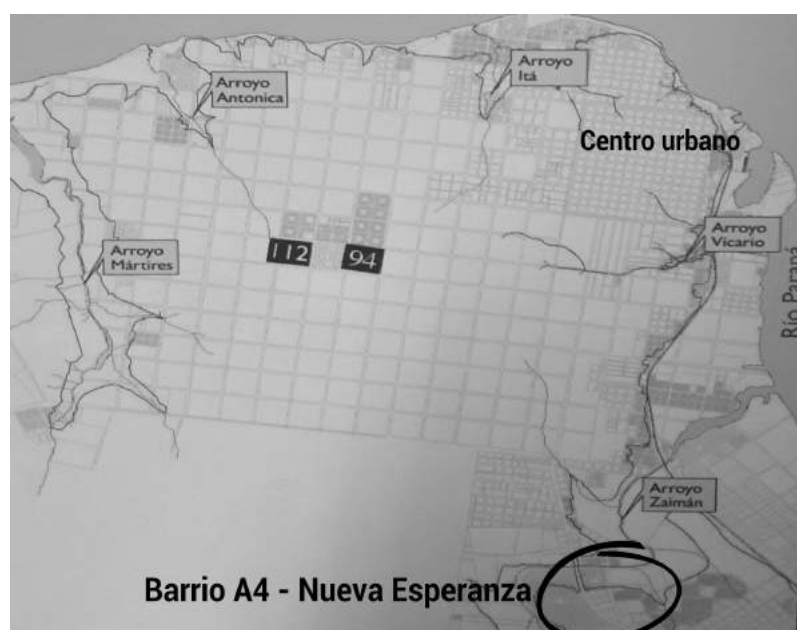 Arroyo
Itá
Arroyo
Antonica
Centro urbano
Arroyo
Vicario
Arroyo
Mártires
112
94
Río Paraná
Arroyo
Zaimán
Barrio A4 - Nueva Esperanza